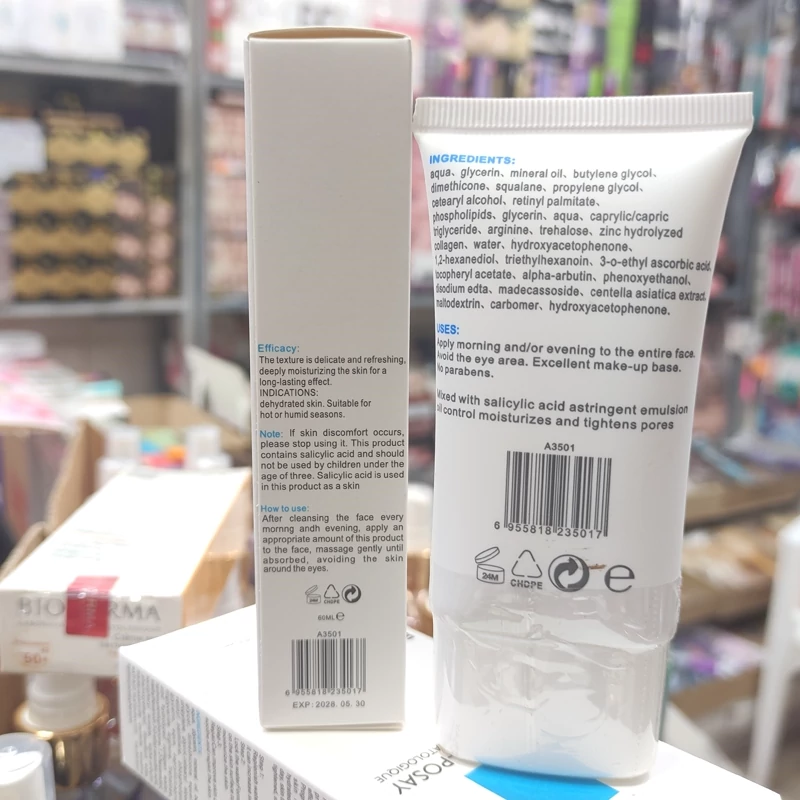 Efficacy:
The texture is delicate and refreshing,
deeply moisturizing the skin for a
long-lasting effect.
INDICATIONS:
dehydrated skin. Suitable for
hot or humid seasons.
Note: If skin discomfort occurs,
please stop using it. This product
contains salicylic acid and should
not be used by children under the
age of three. Salicylic acid is used
in this product as a skin
How to use:
After cleansing the face every
mornng andh evening, apply an
appropriate amount of this product
to the face, massage gently until
absorbed, avoiding the skin
around the eyes.
24M
CHDPE
60ML e
A3501
6 955818 235017
EXP: 2028. 05. 30
INGREDIENTS:
aqua、glycerin、mineral oil、butylene glycol、
dimethicone、squalane、propylene glycol、
cetearyl alcohol、retinyl palmitate、
phospholipids、glycerin、aqua、caprylic/capric
triglyceride、arginine、trehalose、zinc hydrolyzed
collagen、water、hydroxyacetophenone、
1,2-hexanediol、triethylhexanoin、3-o-ethyl ascorbic acid、
tocopheryl acetate、alpha-arbutin、phenoxyethanol、
disodium edta、madecassoside、centella asiatica extract、
maltodextrin、carbomer、hydroxyacetophenone.
USES:
Apply morning and/or evening to the entire face.
Avoid the eye area. Excellent make-up base.
No parabens.
Mixed with salicylic acid astringent emulsion
oil control moisturizes and tightens pores
A3501
6 955818 235017
24M
CHDPE
e
BIODERMA
50+
POSAY
ATOLOGIQUE